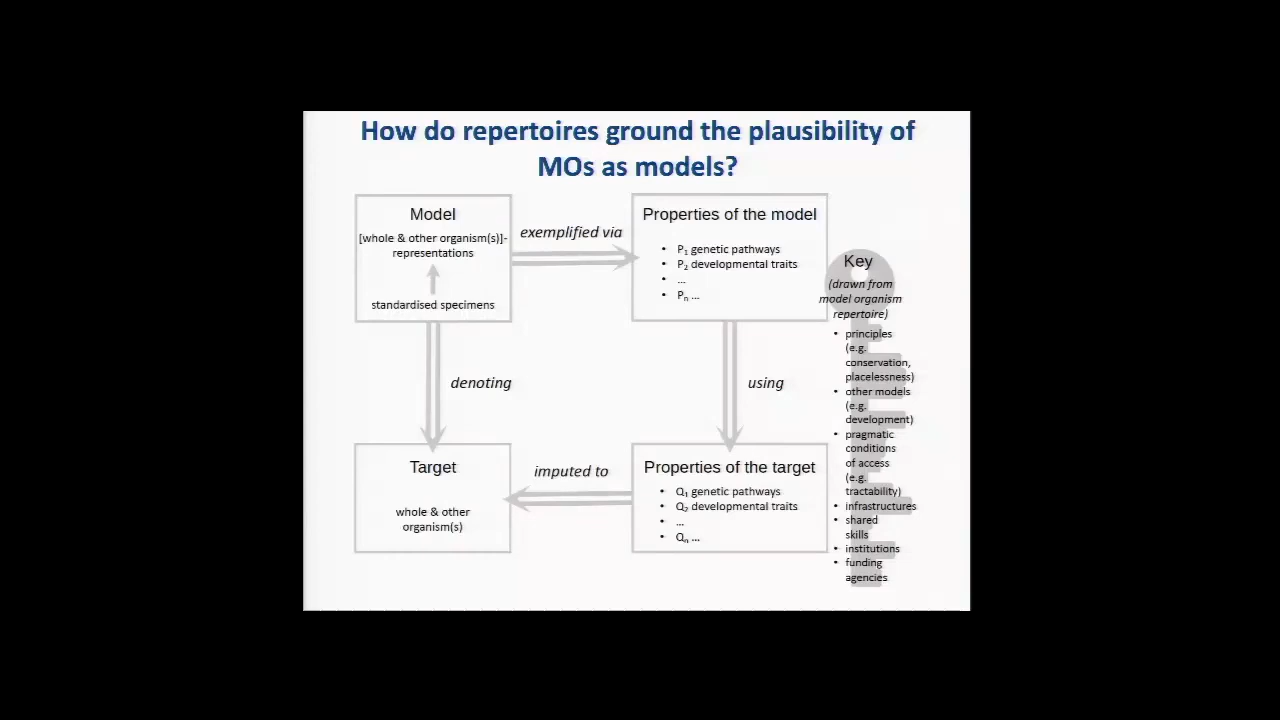 How do repertoires ground the plausibility of
MOs as models?
Model
[whole & other organism(s)]-
representations
standardised specimens
exemplified via
Properties of the model
• P₁ genetic pathways
• P₂ developmental traits
• ...
• Pₙ ...
denoting
using
Target
whole & other
organism(s)
imputed to
Properties of the target
• Q₁ genetic pathways
• Q₂ developmental traits
• ...
• Qₙ ...
Key
(drawn from
model organism
repertoire)
• principles
(e.g.
conservation,
placelessness)
• other models
(e.g.
development)
• pragmatic
conditions
of access
(e.g.
tractability)
• infrastructures
• shared
skills
• institutions
• funding
agencies